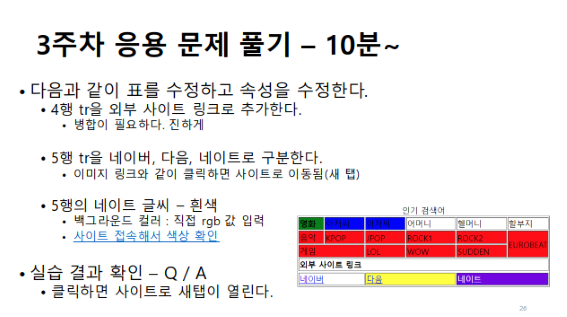 3주차 응용 문제 풀기 – 10분~
• 다음과 같이 표를 수정하고 속성을 수정한다.
• 4행 tr을 외부 사이트 링크로 추가한다.
• 병합이 필요하다. 진하게
• 5행 tr을 네이버, 다음, 네이트로 구분한다.
• 이미지 링크와 같이 클릭하면 사이트로 이동됨(새 탭)
• 5행의 네이트 글씨 – 흰색
• 백그라운드 컬러 : 직접 rgb 값 입력
• 사이트 접속해서 색상 확인
• 실습 결과 확인 – Q / A
• 클릭하면 사이트로 새탭이 열린다.
인기 검색어
영화 어머니 헬머니 할부지
음악 KPOP JPOP ROCK1 ROCK2 EUROBEAT
게임 LOL WOW SUDDEN
외부 사이트 링크
네이버 다음 네이트
26